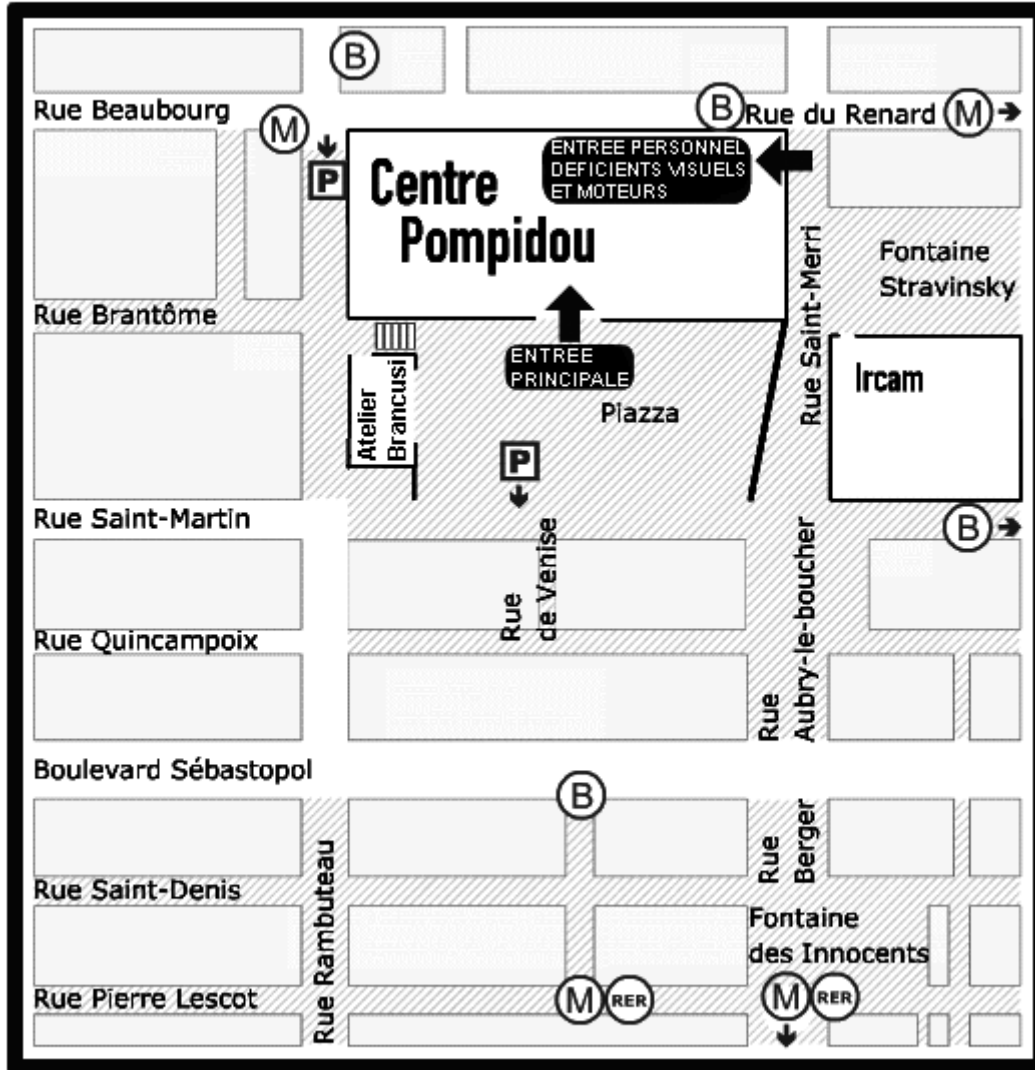 B
Rue Beaubourg
M
B
Rue du Renard
M
P
Centre
Pompidou
ENTREE PERSONNEL
DEFICIENTS VISUELS
ET MOTEURS
Rue Saint-Merri
Fontaine
Stravinsky
Rue Brantôme
ENTREE
PRINCIPALE
Atelier
Brancusi
Piazza
Ircam
P
Rue Saint-Martin
B
Rue
de Venise
Rue
Aubry-le-boucher
Rue Quincampoix
Boulevard Sébastopol
B
Rue Rambuteau
Rue
Berger
Rue Saint-Denis
Fontaine
des Innocents
Rue Pierre Lescot
M RER
M RER